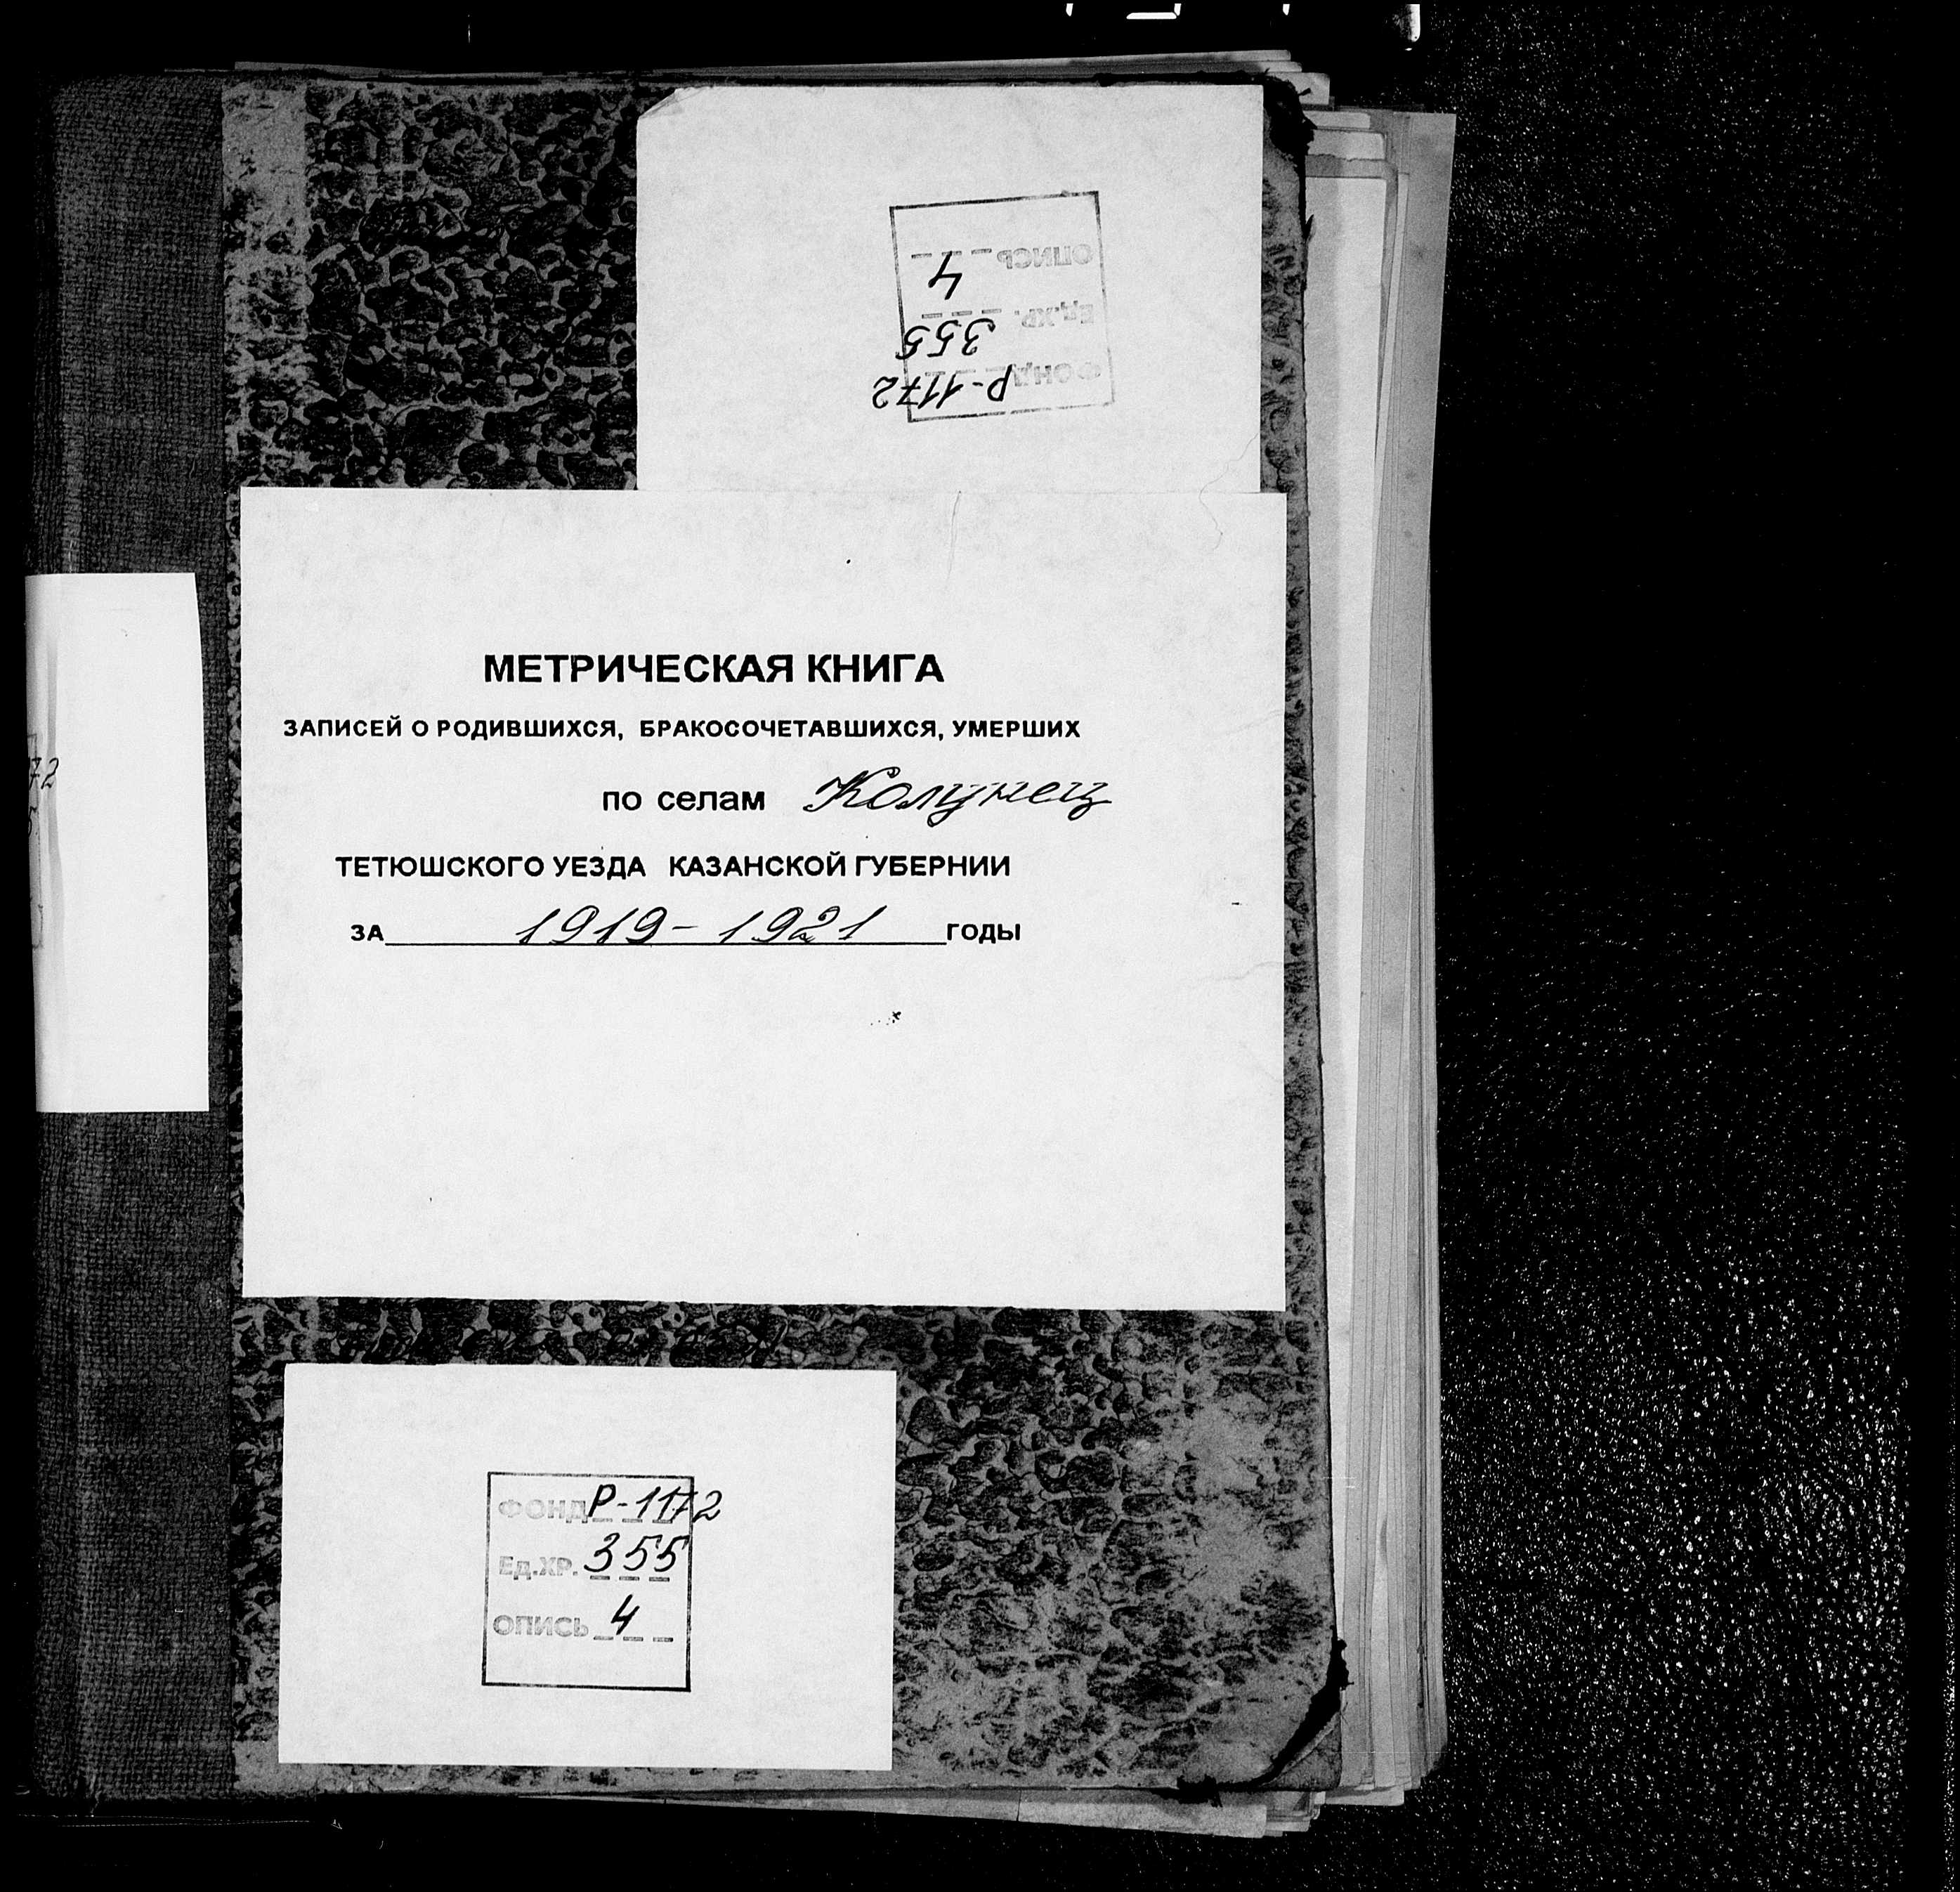 ОПИСЬ 4
Ед.ХР. 355
ФОНД Р-1172
МЕТРИЧЕСКАЯ КНИГА
ЗАПИСЕЙ О РОДИВШИХСЯ, БРАКОСОЧЕТАВШИХСЯ, УМЕРШИХ
по селам Колунец
72
ТЕТЮШСКОГО УЕЗДА КАЗАНСКОЙ ГУБЕРНИИ
ЗА 1919-1921 ГОДЫ
ФОНД Р-1172
Ед.ХР. 355
ОПИСЬ 4